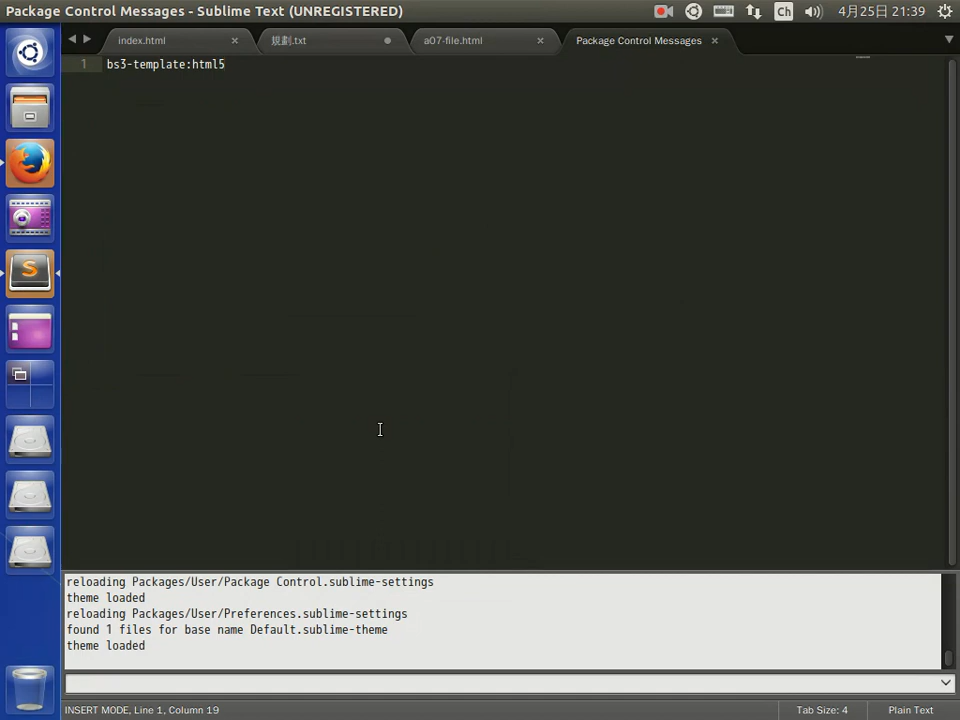 Package Control Messages - Sublime Text (UNREGISTERED)
Ch
4月25日 21:39
index.html
規劃.txt
a07-file.html
Package Control Messages
1 bs3-template:html5
reloading Packages/User/Package Control.sublime-settings
theme loaded
reloading Packages/User/Preferences.sublime-settings
found 1 files for base name Default.sublime-theme
theme loaded
INSERT MODE, Line 1, Column 19
Tab Size: 4
Plain Text